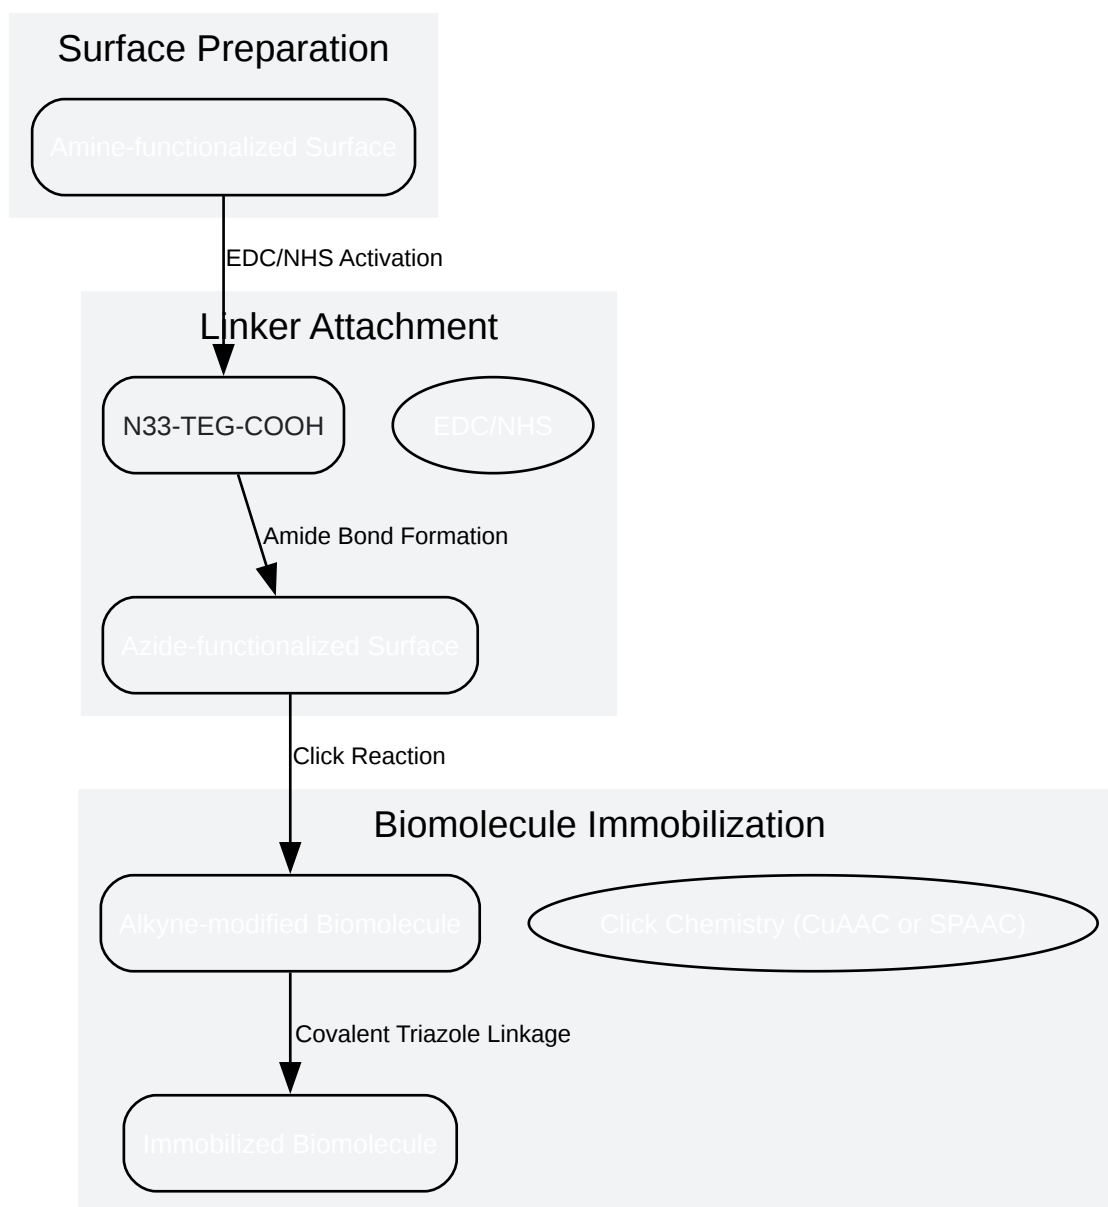 Surface Preparation
Amine-functionalized Surface
EDC/NHS Activation
Linker Attachment
N33-TEG-COOH
EDC/NHS
Amide Bond Formation
Azide-functionalized Surface
Click Reaction
Biomolecule Immobilization
Alkyne-modified Biomolecule
Click Chemistry (CuAAC or SPAAC)
Covalent Triazole Linkage
Immobilized Biomolecule